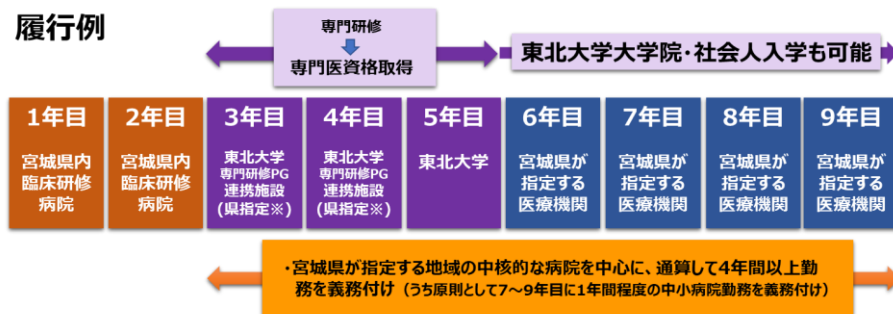 履行例
専門研修
専門医資格取得
東北大学大学院・社会人入学も可能
1年目
宮城県内
臨床研修
病院
2年目
宮城県内
臨床研修
病院
3年目
東北大学
専門研修PG
連携施設
(県指定※)
4年目
東北大学
専門研修PG
連携施設
(県指定※)
5年目
東北大学
6年目
宮城県が
指定する
医療機関
7年目
宮城県が
指定する
医療機関
8年目
宮城県が
指定する
医療機関
9年目
宮城県が
指定する
医療機関
・宮城県が指定する地域の中核的な病院を中心に、通算して4年間以上勤
務を義務付け（うち原則として7～9年目に1年間程度の中小病院勤務を義務付け）